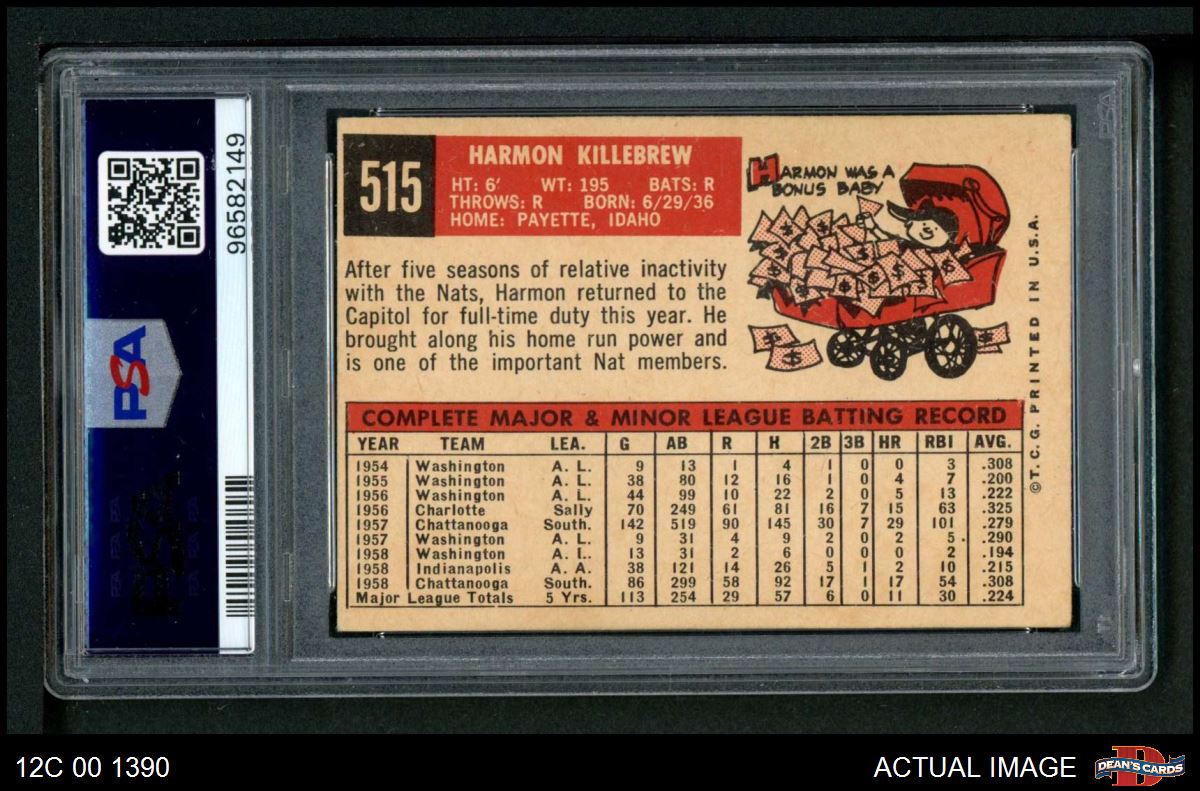 96582149
PSA
515
HARMON KILLEBREW
HT: 6' WT: 195 BATS: R
THROWS: R BORN: 6/29/36
HOME: PAYETTE, IDAHO
HARMON WAS A
BONUS BABY
After five seasons of relative inactivity
with the Nats, Harmon returned to the
Capitol for full-time duty this year. He
brought along his home run power and
is one of the important Nat members.
COMPLETE MAJOR & MINOR LEAGUE BATTING RECORD
YEAR TEAM LEA. G AB R H 2B 3B HR RBI AVG.
1954 Washington A. L. 9 13 1 4 1 0 0 3 .308
1955 Washington A. L. 38 80 12 16 1 0 4 7 .200
1956 Washington A. L. 44 99 10 22 2 0 5 13 .222
1956 Charlotte Sally 70 249 61 81 16 7 15 63 .325
1957 Chattanooga South. 142 519 90 145 30 7 29 101 .279
1957 Washington A. L. 9 31 4 9 2 0 2 5 .290
1958 Washington A. L. 13 31 2 6 0 0 0 2 .194
1958 Indianapolis A. A. 38 121 14 26 5 1 2 10 .215
1958 Chattanooga South. 86 299 58 92 17 1 17 54 .308
Major League Totals 5 Yrs. 113 254 29 57 6 0 11 30 .224
©T. C. G. PRINTED IN U.S.A.
12C 00 1390
ACTUAL IMAGE
DEAN'S CARDS